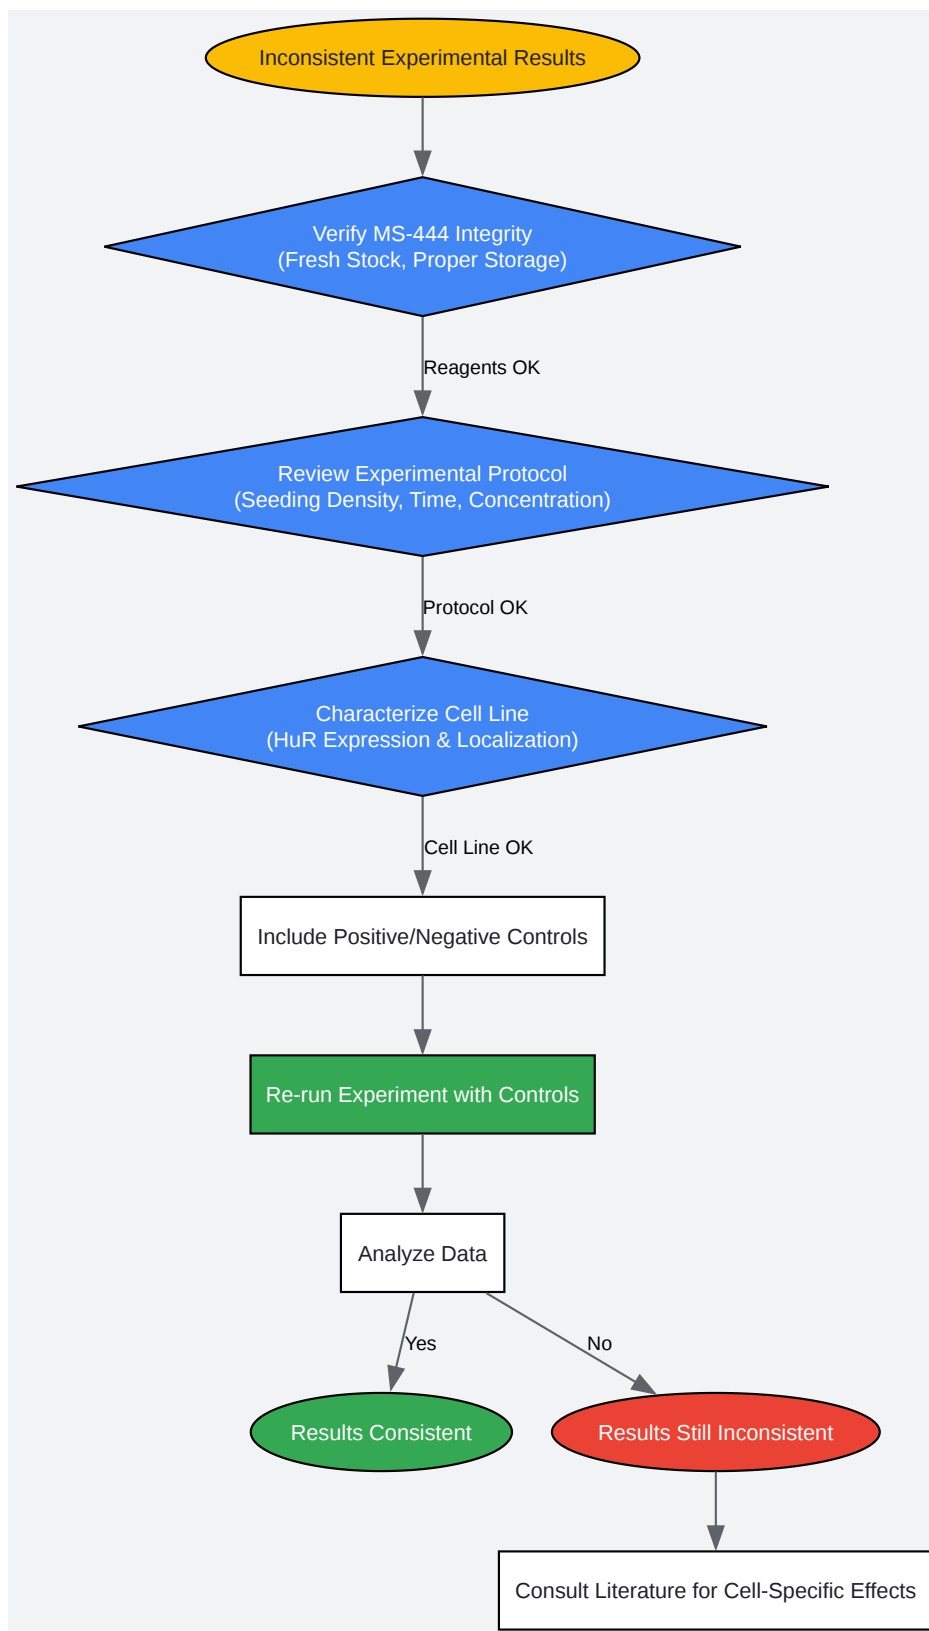 Inconsistent Experimental Results
Verify MS-444 Integrity
(Fresh Stock, Proper Storage)
Reagents OK
Review Experimental Protocol
(Seeding Density, Time, Concentration)
Protocol OK
Characterize Cell Line
(HuR Expression & Localization)
Cell Line OK
Include Positive/Negative Controls
Re-run Experiment with Controls
Analyze Data
Yes
No
Results Consistent
Results Still Inconsistent
Consult Literature for Cell-Specific Effects